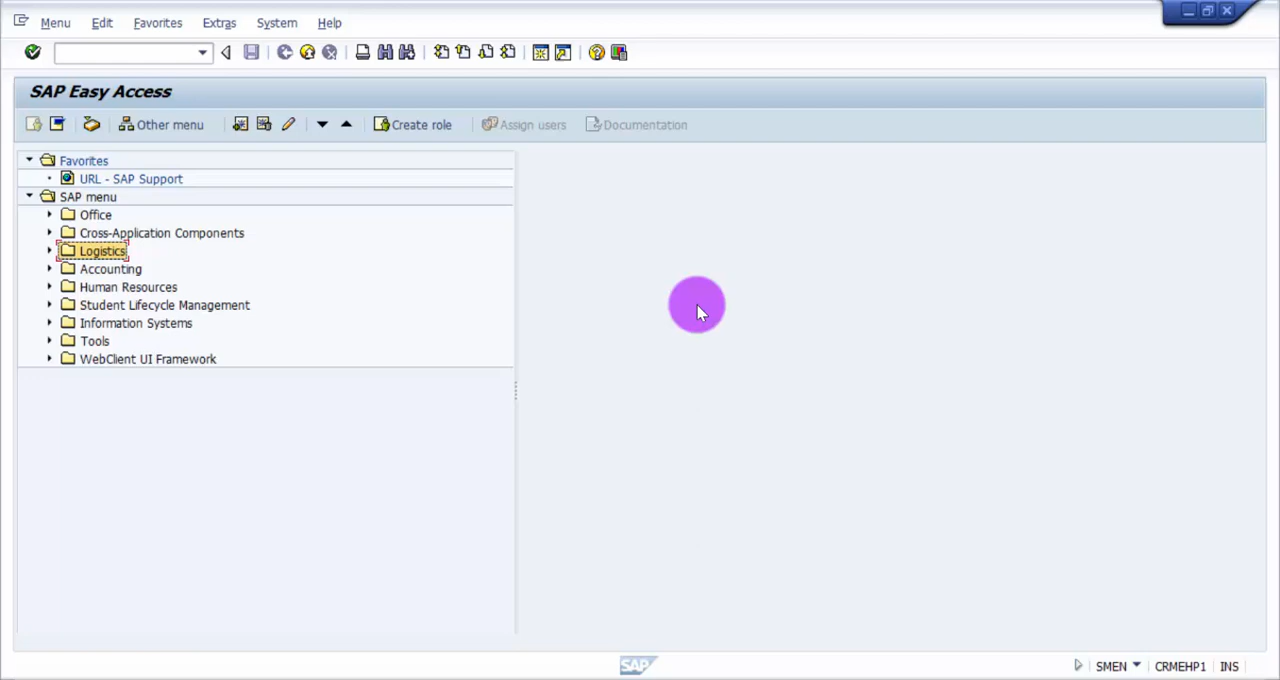 Menu Edit Favorites Extras System Help
SAP Easy Access
Other menu Create role Assign users Documentation
Favorites
URL - SAP Support
SAP menu
Office
Cross-Application Components
Logistics
Accounting
Human Resources
Student Lifecycle Management
Information Systems
Tools
WebClient UI Framework
SAP SMEN CRMEHP1 INS